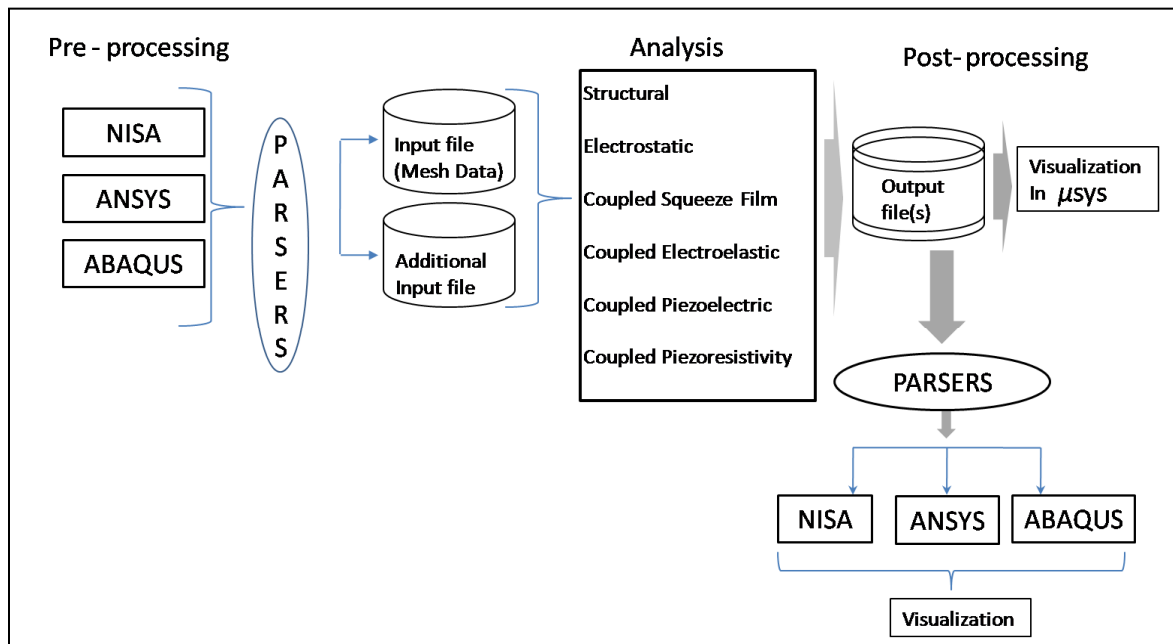 Pre - processing
NISA
ANSYS
ABAQUS
PARSERS
Input file
(Mesh Data)
Additional
Input file
Analysis
Structural
Electrostatic
Coupled Squeeze Film
Coupled Electroelastic
Coupled Piezoelectric
Coupled Piezoresistivity
Post- processing
Output
file(s)
Visualization
In μsys
PARSERS
NISA
ANSYS
ABAQUS
Visualization